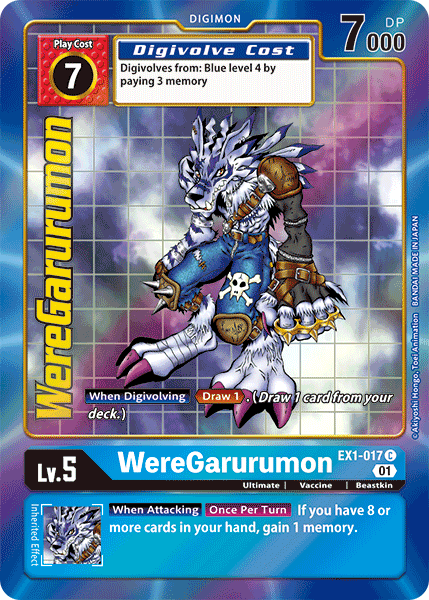 DIGIMON
Play Cost
7
Digivolve Cost
Digivolves from: Blue level 4 by
paying 3 memory
7000
DP
WereGarurumon
© Akiyoshi Hongo, Toei Animation BANDAI MADE IN JAPAN
When Digivolving Draw 1. (Draw 1 card from your
deck.)
Lv.5
WereGarurumon
EX1-017 C
01
Ultimate | Vaccine | Beastkin
Inherited Effect
When Attacking Once Per Turn If you have 8 or
more cards in your hand, gain 1 memory.